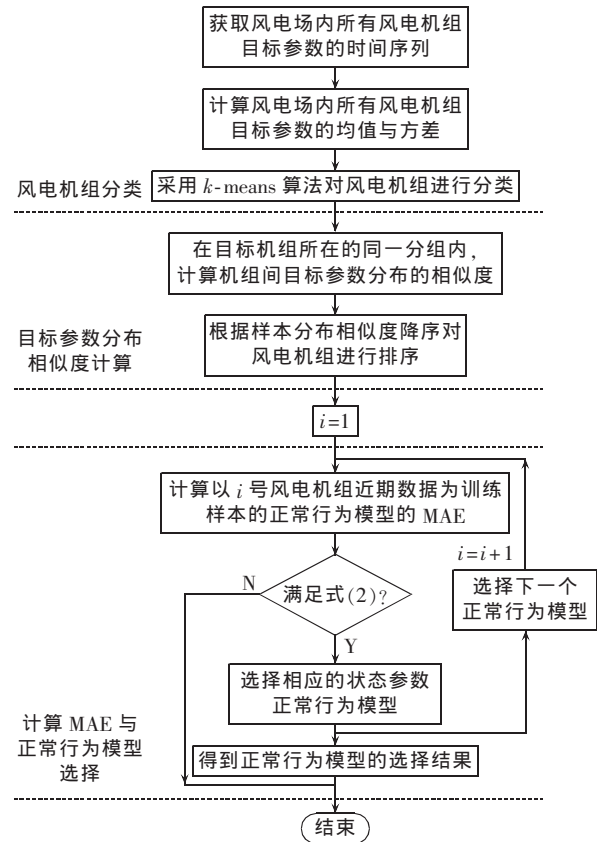 获取风电场内所有风电机组
目标参数的时间序列
计算风电场内所有风电机组
目标参数的均值与方差
风电机组分类
采用 k-means 算法对风电机组进行分类
在目标机组所在的同一分组内，
计算机组间目标参数分布的相似度
目标参数分布
相似度计算
根据样本分布相似度降序对
风电机组进行排序
i=1
计算以 i 号风电机组近期数据为训练
样本的正常行为模型的 MAE
i=i+1
N
满足式(2)?
选择下一个
正常行为模型
Y
选择相应的状态参数
正常行为模型
计算 MAE 与
正常行为模型
选择
得到正常行为模型的选择结果
结束